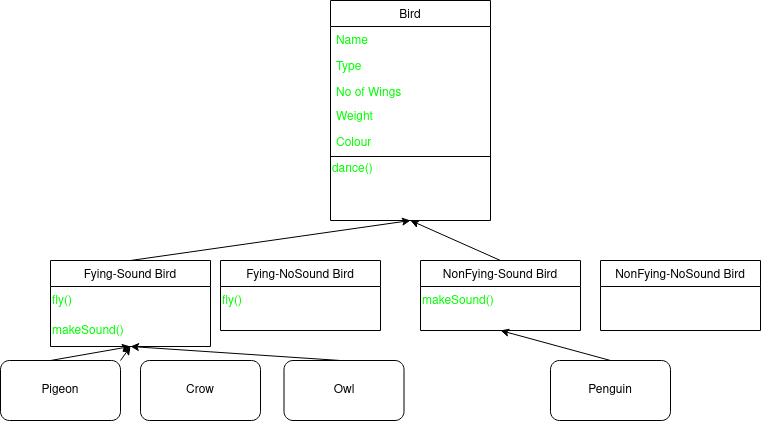 Bird
Name
Type
No of Wings
Weight
Colour
dance()
Fying-Sound Bird
fly()
makeSound()
Fying-NoSound Bird
fly()
NonFying-Sound Bird
makeSound()
NonFying-NoSound Bird
Pigeon
Crow
Owl
Penguin